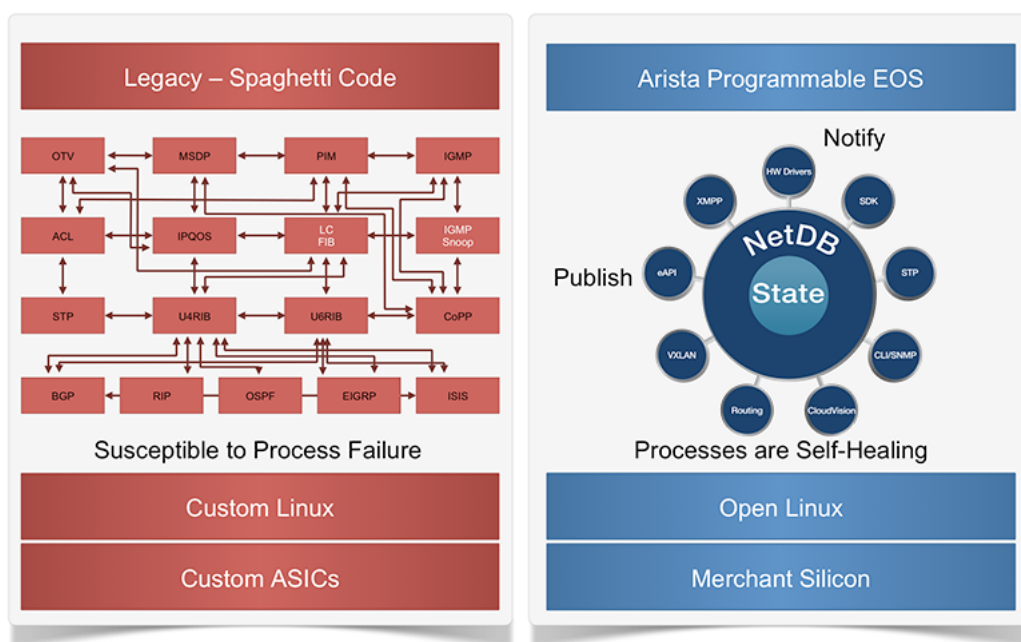 Legacy – Spaghetti Code
OTV
MSDP
PIM
IGMP
ACL
IPQOS
LC
FIB
IGMP
Snoop
STP
U4RIB
U6RIB
CoPP
BGP
RIP
OSPF
EIGRP
ISIS
Susceptible to Process Failure
Custom Linux
Custom ASICs
Arista Programmable EOS
Notify
HW Drivers
XMPP
SDK
NetDB
Publish
eAPI
State
STP
VXLAN
CLI/SNMP
Routing
CloudVision
Processes are Self-Healing
Open Linux
Merchant Silicon